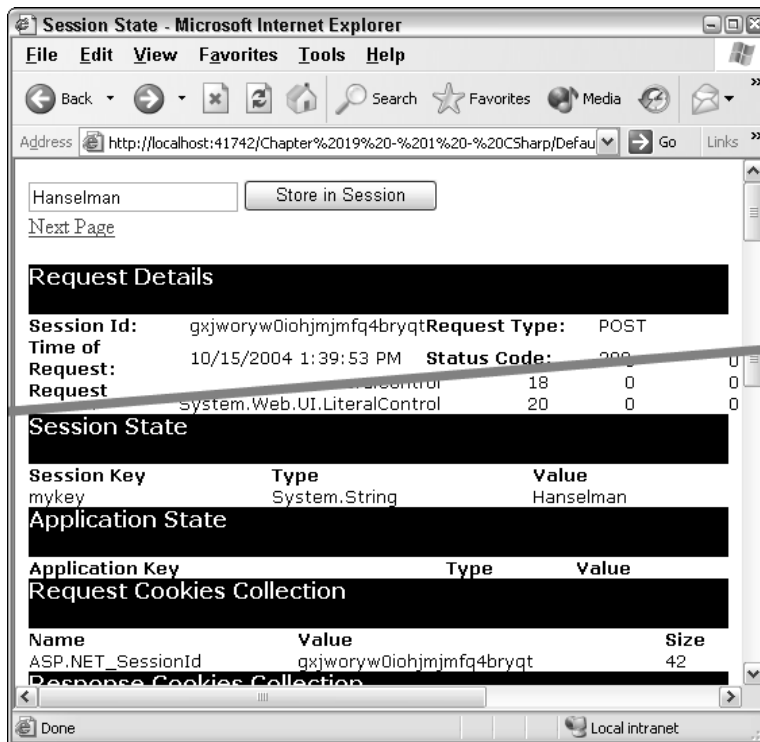 Session State - Microsoft Internet Explorer
File Edit View Favorites Tools Help
Back Search Favorites Media
Address http://localhost:41742/Chapter%2019%20-%201%20-%20CSharp/Defau Go Links
Hanselman Store in Session
Next Page
Request Details
Session Id: gxjworyw0iohjmjmfq4bryqt Request Type: POST
Time of Request: 10/15/2004 1:39:53 PM Status Code:
0
Request 18 0 0
System.Web.UI.LiteralControl 20 0 0
Session State
Session Key Type Value
mykey System.String Hanselman
Application State
Application Key Type Value
Request Cookies Collection
Name Value Size
ASP.NET_SessionId gxjworyw0iohjmjmfq4bryqt 42
Response Cookies Collection
Done Local intranet